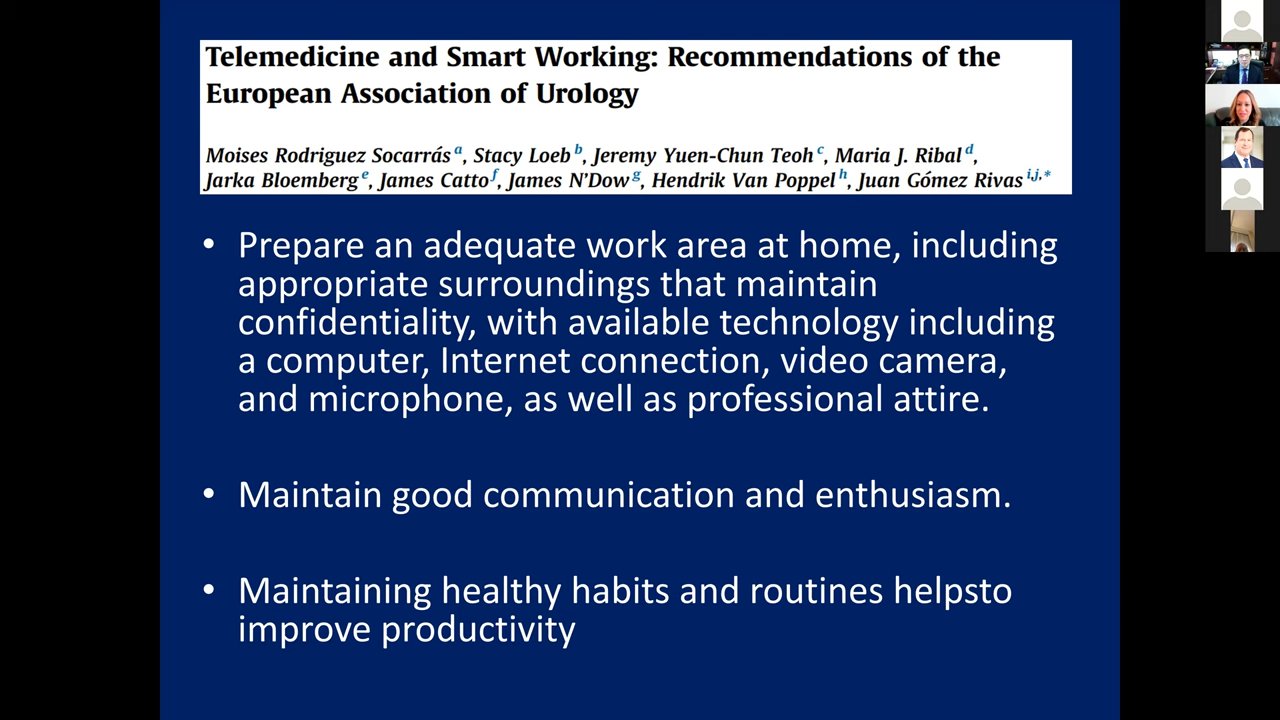 Telemedicine and Smart Working: Recommendations of the
European Association of Urology
Moises Rodriguez Socarrás a, Stacy Loeb b, Jeremy Yuen-Chun Teoh c, Maria J. Ribal d,
Jarka Bloemberg e, James Catto f, James N’Dow g, Hendrik Van Poppel h, Juan Gómez Rivas i,j,*
• Prepare an adequate work area at home, including
appropriate surroundings that maintain
confidentiality, with available technology including
a computer, Internet connection, video camera,
and microphone, as well as professional attire.
• Maintain good communication and enthusiasm.
• Maintaining healthy habits and routines helpsto
improve productivity